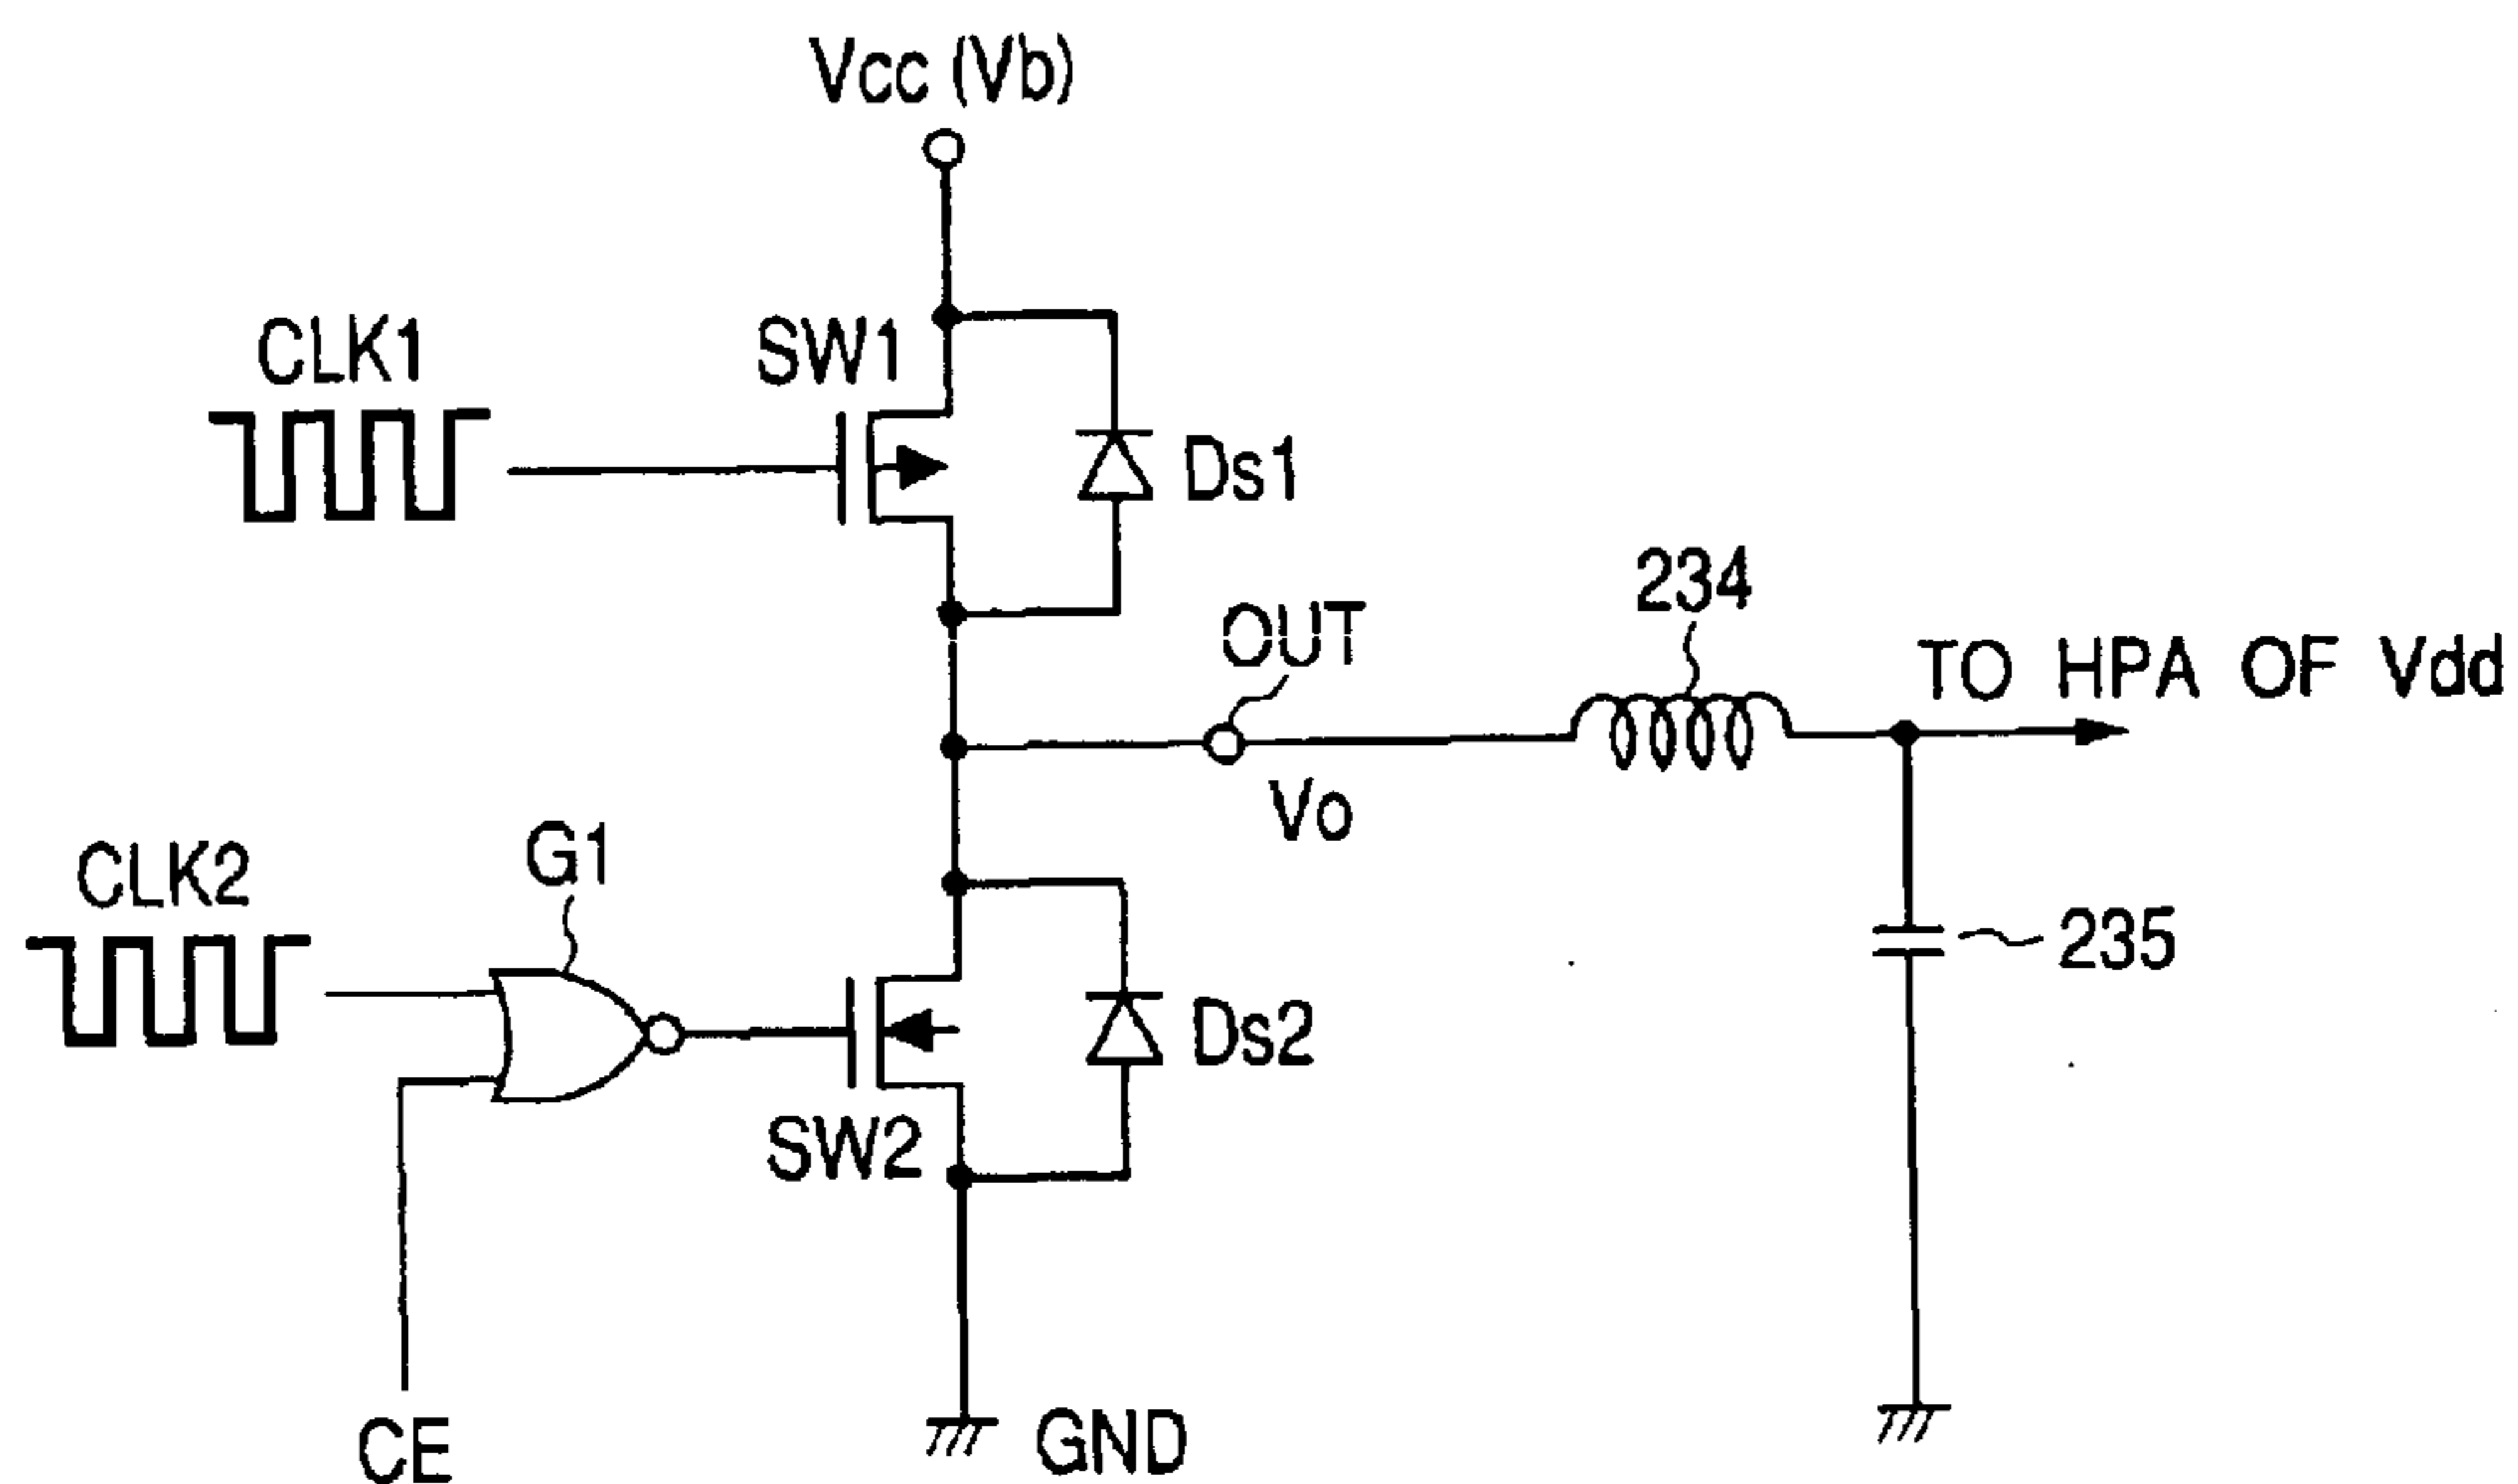 Vcc (Vb)
CLK1
SW1
Ds1
234
OUT
TO HPA OF Vdd
Vo
G1
CLK2
235
Ds2
SW2
GND
CE